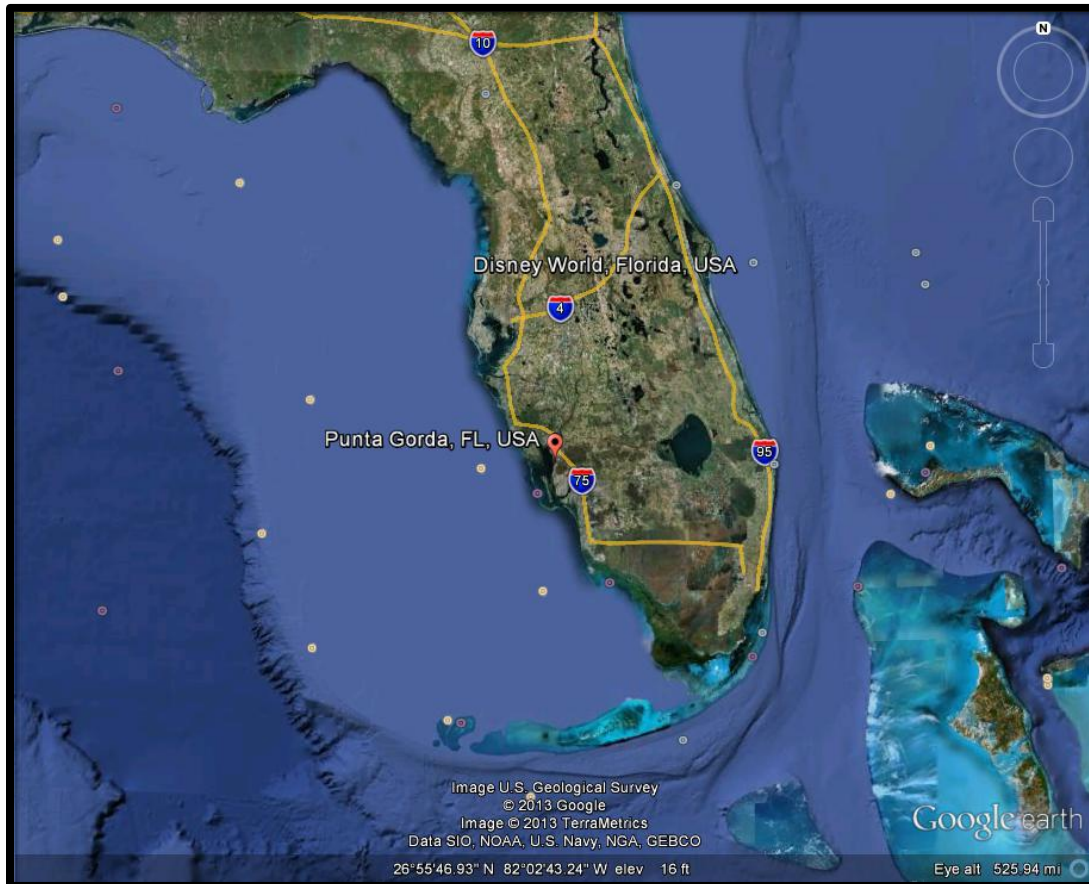 N
10
Disney World, Florida, USA
4
Punta Gorda, FL, USA
95
75
Image U.S. Geological Survey
© 2013 Google
Image © 2013 TerraMetrics
Data SIO, NOAA, U.S. Navy, NGA, GEBCO
Google earth
26°55'46.93" N 82°02'43.24" W elev 16 ft
Eye alt 525.94 mi